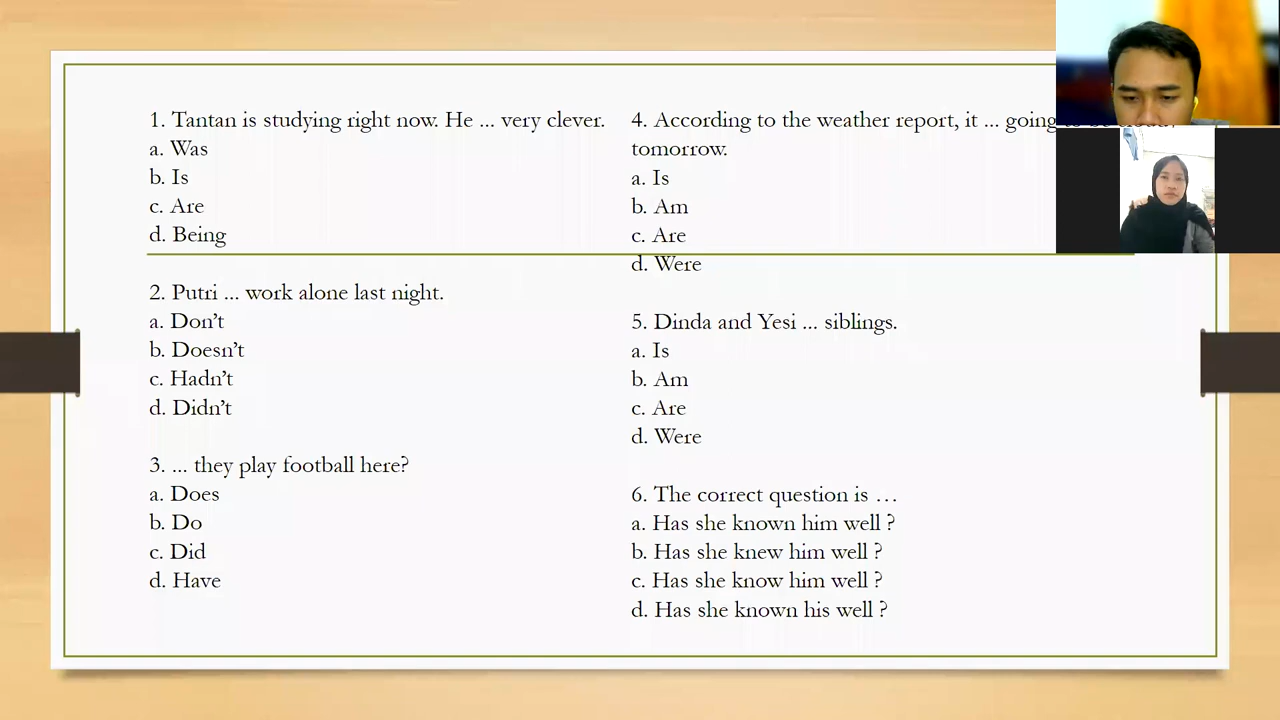 1. Tantan is studying right now. He ... very clever.
a. Was
b. Is
c. Are
d. Being
2. Putri ... work alone last night.
a. Don't
b. Doesn't
c. Hadn't
d. Didn't
3. ... they play football here?
a. Does
b. Do
c. Did
d. Have
4. According to the weather report, it ... going
tomorrow.
a. Is
b. Am
c. Are
d. Were
5. Dinda and Yesi ... siblings.
a. Is
b. Am
c. Are
d. Were
6. The correct question is …
a. Has she known him well ?
b. Has she knew him well ?
c. Has she know him well ?
d. Has she known his well ?